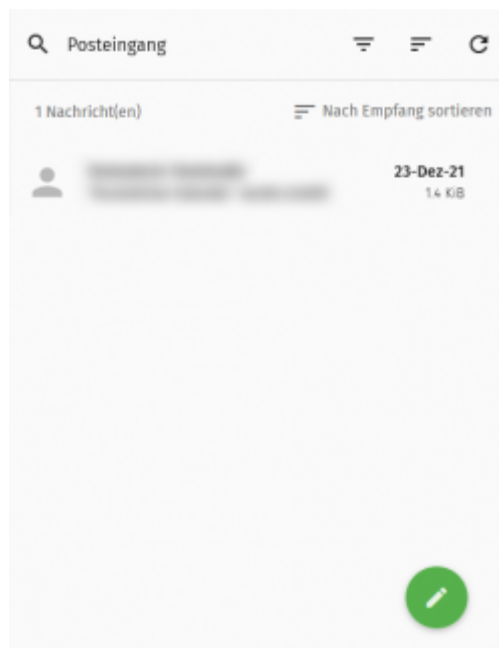 Posteingang
1 Nachricht(en)
Nach Empfang sortieren
23-Dez-21
1.4 KiB